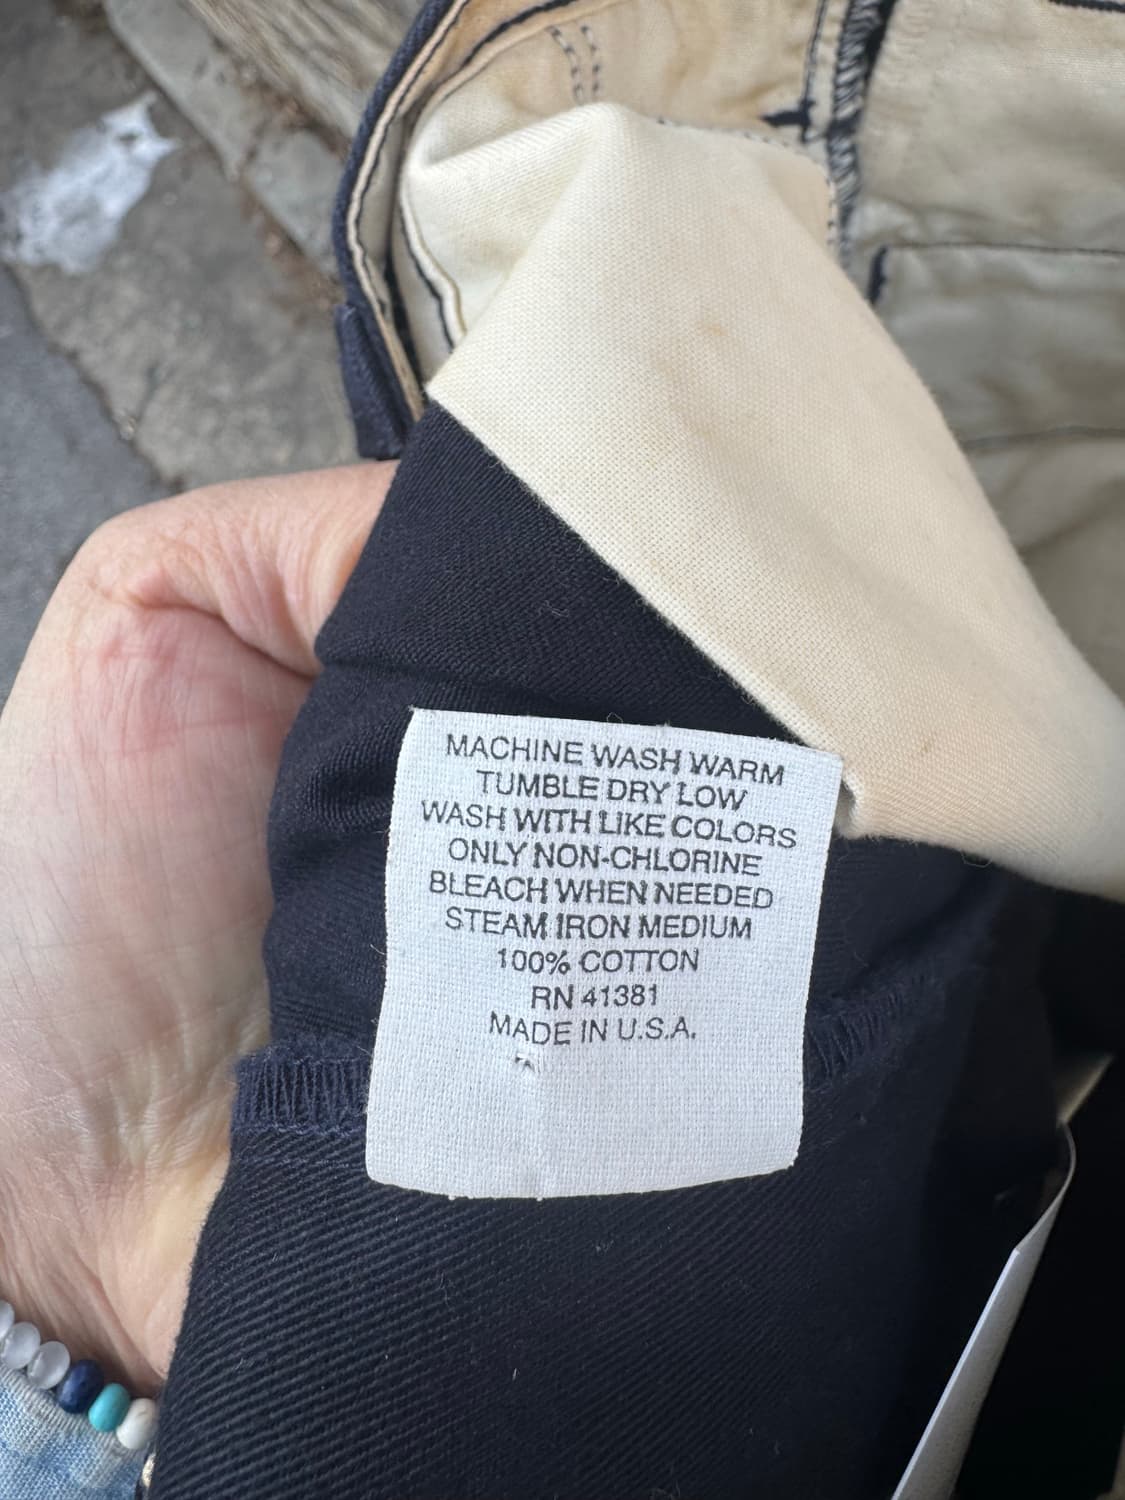 MACHINE WASH WARM
TUMBLE DRY LOW
WASH WITH LIKE COLORS
ONLY NON-CHLORINE
BLEACH WHEN NEEDED
STEAM IRON MEDIUM
100% COTTON
RN 41381
MADE IN U.S.A.